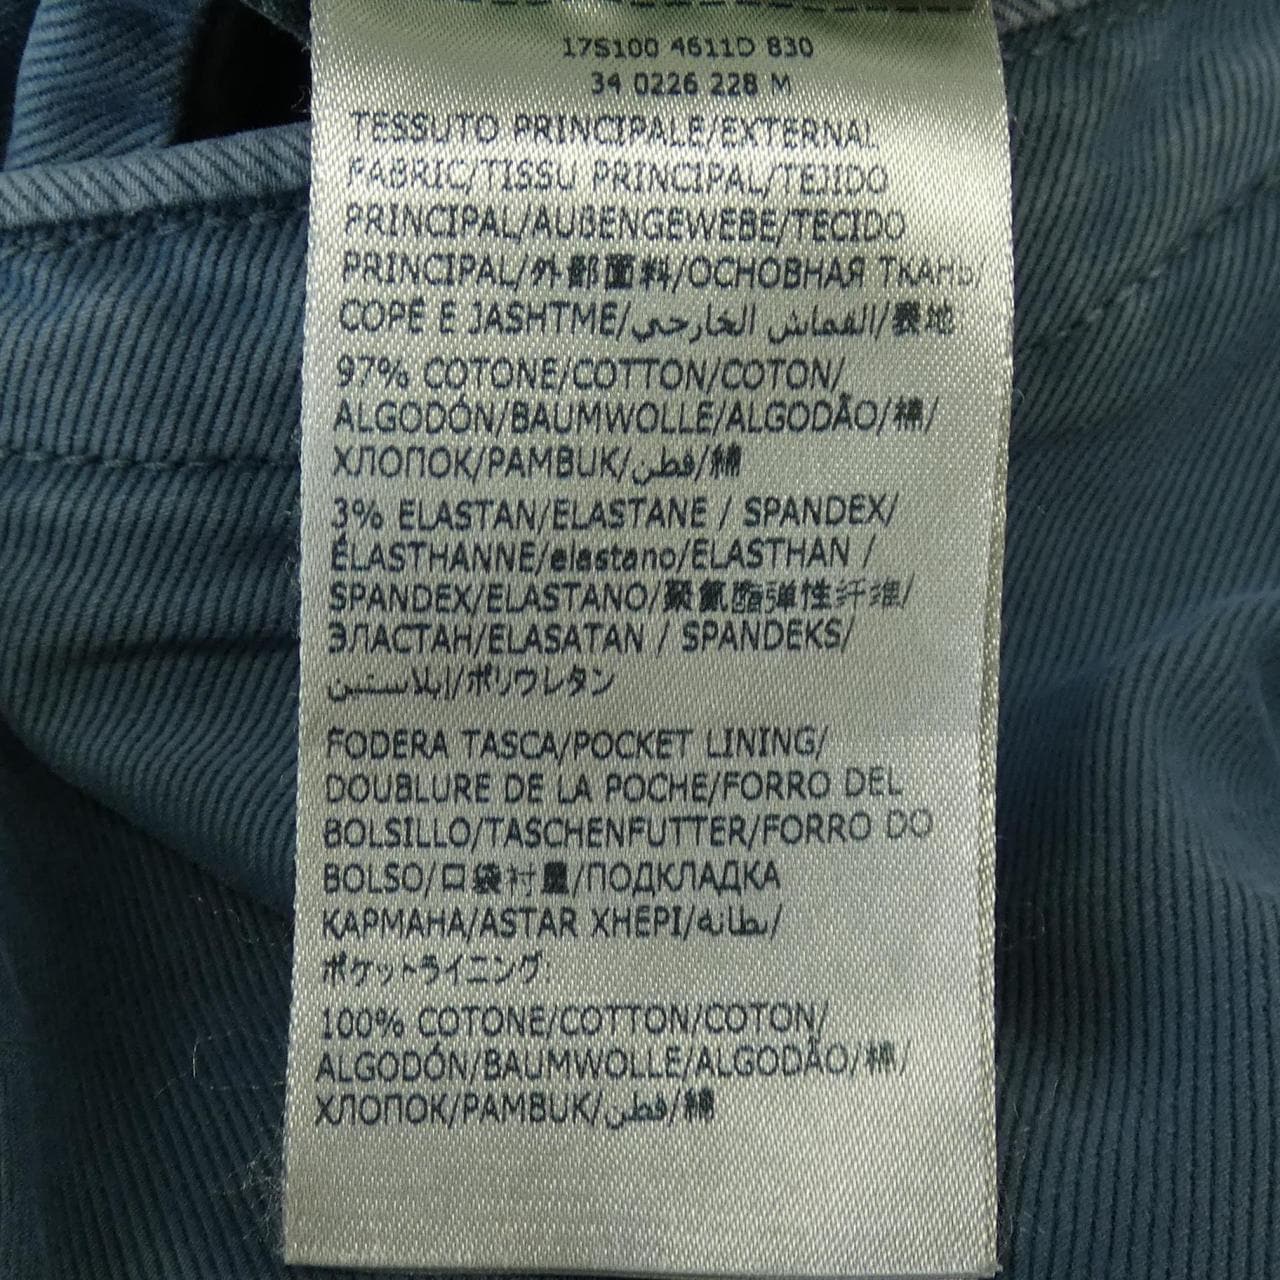 17S100 4611D 830
34 0226 228 M
TESSUTO PRINCIPALE/EXTERNAL
FABRIC/TISSU PRINCIPAL/TEJIDO
PRINCIPAL/AUßENGEWEBE/TECIDO
PRINCIPAL/外部面料/ОСНОВНАЯ ТКАНЬ/
COPÉ E JASHTME/القماش الخارجي/表地
97% COTONE/COTTON/COTON/
ALGODÓN/BAUMWOLLE/ALGODÃO/棉/
ХЛОПОК/PAMBUK/قطن/綿
3% ELASTAN/ELASTANE / SPANDEX/
ÉLASTHANNE/elastano/ELASTHAN /
SPANDEX/ELASTANO/聚氨酯弹性纤维/
ЭЛАСТАН/ELASATAN / SPANDEKS/
إيلاستين/ポリウレタン
FODERA TASCA/POCKET LINING/
DOUBLURE DE LA POCHE/FORRO DEL
BOLSILLO/TASCHENFUTTER/FORRO DO
BOLSO/口袋衬里/ПОДКЛАДКА
КАРМАНА/ASTAR XHEPI/بطانة/
ポケットライニング:
100% COTONE/COTTON/COTON/
ALGODÓN/BAUMWOLLE/ALGODÃO/棉/
ХЛОПОК/PAMBUK/قطن/綿